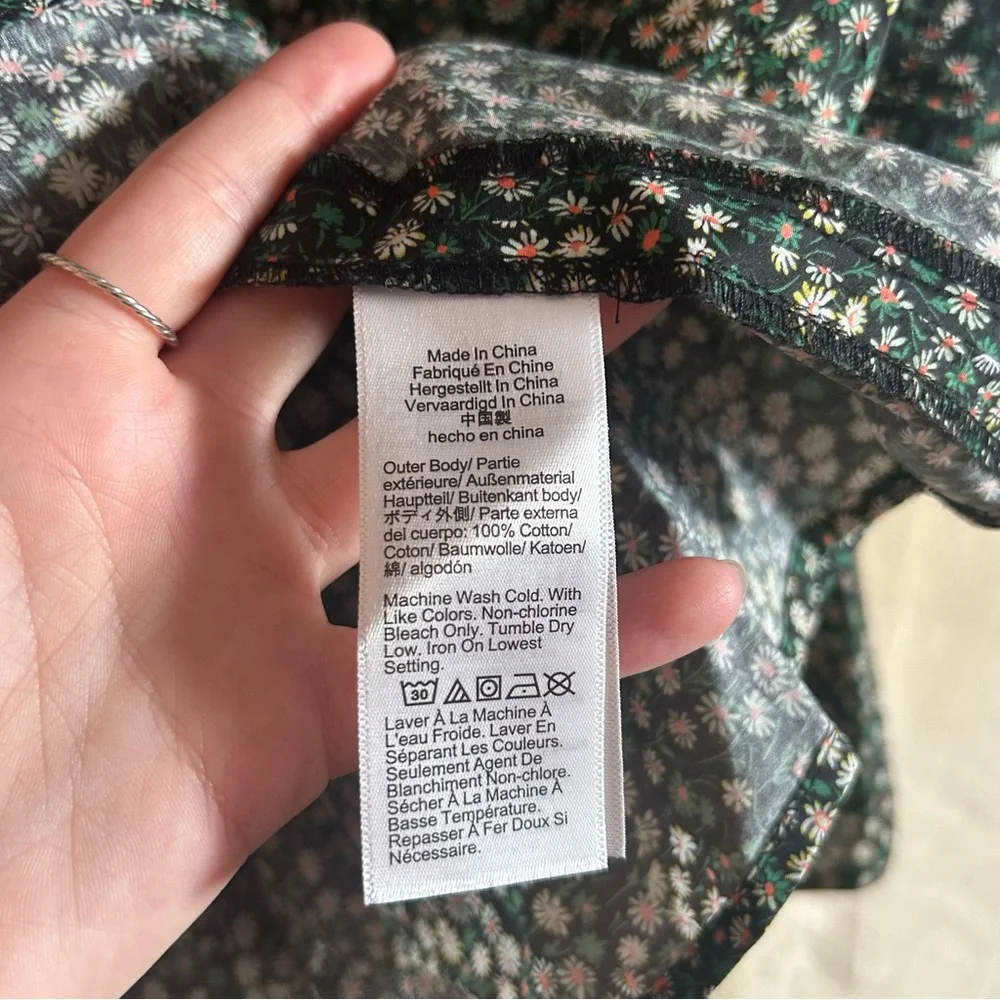 Made In China
Fabriqué En Chine
Hergestellt In China
Vervaardigd In China
中国製
hecho en china
Outer Body/ Partie
extérieure/ Außenmaterial
Hauptteil/ Buitenkant body/
ボディ外側/ Parte externa
del cuerpo: 100% Cotton/
Coton/ Baumwolle/ Katoen/
綿/ algodón
Machine Wash Cold. With
Like Colors. Non-chlorine
Bleach Only. Tumble Dry
Low. Iron On Lowest
Setting.
30
Laver À La Machine À
L'eau Froide. Laver En
Séparant Les Couleurs.
Seulement Agent De
Blanchiment Non-chlore.
Sécher À La Machine À
Basse Température.
Repasser À Fer Doux Si
Nécessaire.